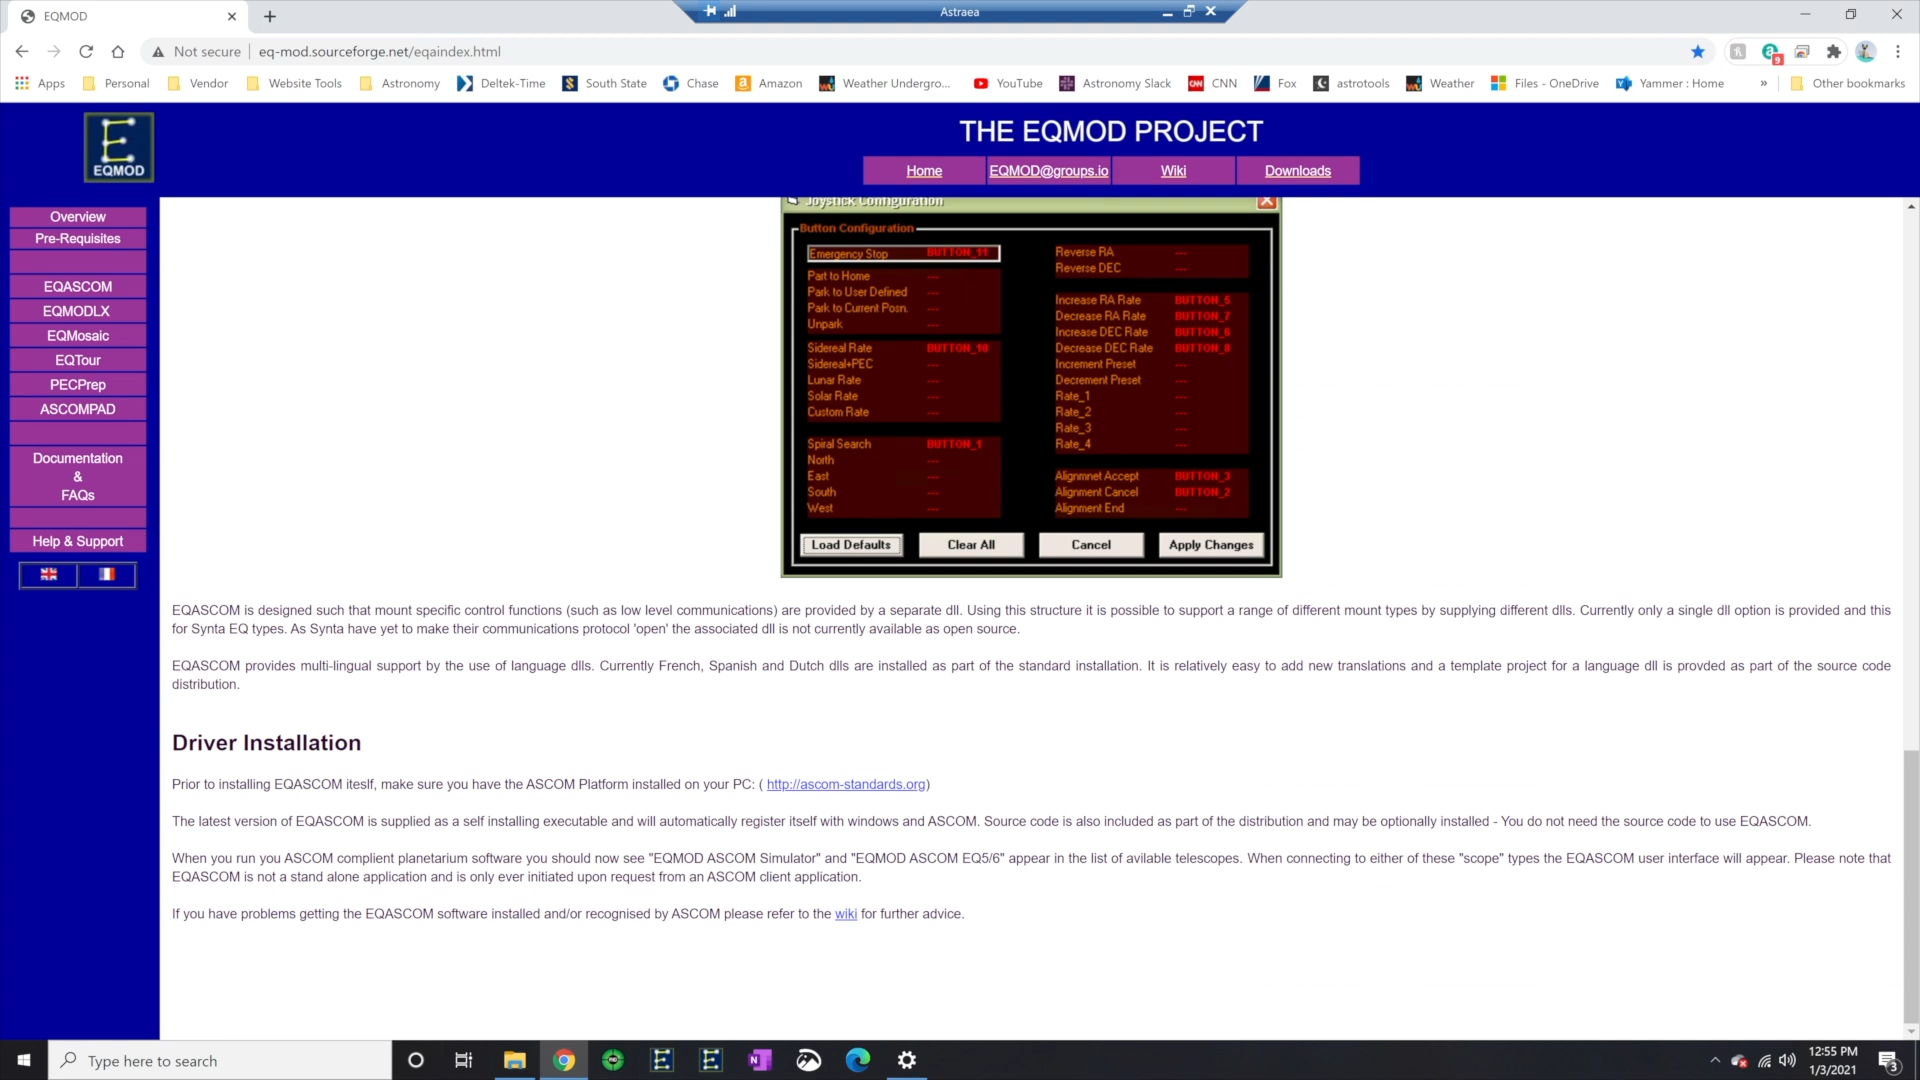 EQMOD
Astraea
Not secure
eq-mod.sourceforge.net/eqaindex.html
9
Apps
Personal
Vendor
Website Tools
Astronomy
Deltek-Time
South State
Chase
Amazon
Weather Undergro...
YouTube
Astronomy Slack
CNN
Fox
astrotools
Weather
Files - OneDrive
Yammer : Home
»
Other bookmarks
EQMOD
THE EQMOD PROJECT
Home
EQMOD@groups.io
Wiki
Downloads
Overview
Pre-Requisites
EQASCOM
EQMODLX
EQMosaic
EQTour
PECPrep
ASCOMPAD
Documentation
&
FAQs
Help & Support
Joystick Configuration
Button Configuration
Emergency Stop BUTTON_11
Part to Home ---
Park to User Defined ---
Park to Current Posn. ---
Unpark ---
Sidereal Rate BUTTON_10
Sidereal+PEC ---
Lunar Rate ---
Solar Rate ---
Custom Rate ---
Spiral Search BUTTON_1
North ---
East ---
South ---
West ---
Reverse RA ---
Reverse DEC ---
Increase RA Rate BUTTON_5
Decrease RA Rate BUTTON_7
Increase DEC Rate BUTTON_6
Decrease DEC Rate BUTTON_8
Increment Preset ---
Decrement Preset ---
Rate_1 ---
Rate_2 ---
Rate_3 ---
Rate_4 ---
Alignmnet Accept BUTTON_3
Alignment Cancel BUTTON_2
Alignment End ---
Load Defaults
Clear All
Cancel
Apply Changes
EQASCOM is designed such that mount specific control functions (such as low level communications) are provided by a separate dll. Using this structure it is possible to support a range of different mount types by supplying different dlls. Currently only a single dll option is provided and this
for Synta EQ types. As Synta have yet to make their communications protocol 'open' the associated dll is not currently available as open source.
EQASCOM provides multi-lingual support by the use of language dlls. Currently French, Spanish and Dutch dlls are installed as part of the standard installation. It is relatively easy to add new translations and a template project for a language dll is provded as part of the source code
distribution.
Driver Installation
Prior to installing EQASCOM iteslf, make sure you have the ASCOM Platform installed on your PC: ( http://ascom-standards.org)
The latest version of EQASCOM is supplied as a self installing executable and will automatically register itself with windows and ASCOM. Source code is also included as part of the distribution and may be optionally installed - You do not need the source code to use EQASCOM.
When you run you ASCOM complient planetarium software you should now see "EQMOD ASCOM Simulator" and "EQMOD ASCOM EQ5/6" appear in the list of avilable telescopes. When connecting to either of these "scope" types the EQASCOM user interface will appear. Please note that
EQASCOM is not a stand alone application and is only ever initiated upon request from an ASCOM client application.
If you have problems getting the EQASCOM software installed and/or recognised by ASCOM please refer to the wiki for further advice.
Type here to search
12:55 PM
1/3/2021
3